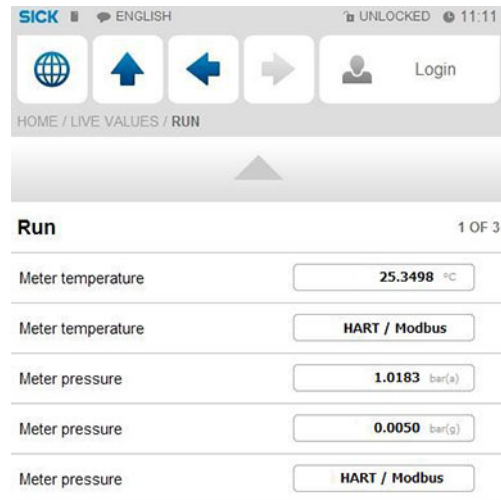 SICK ENGLISH UNLOCKED 11:11
Login
HOME / LIVE VALUES / RUN
Run 1 OF 3
Meter temperature 25.3498 °C
Meter temperature HART / Modbus
Meter pressure 1.0183 bar(a)
Meter pressure 0.0050 bar(g)
Meter pressure HART / Modbus